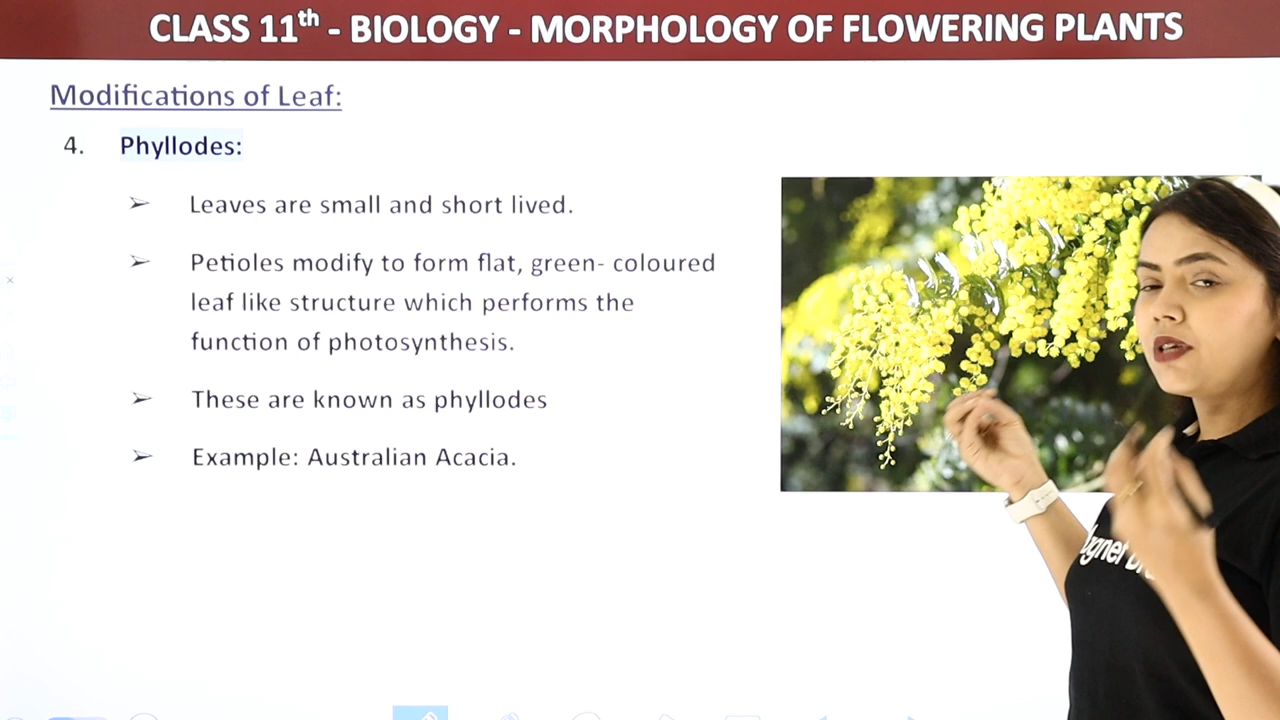 CLASS 11th - BIOLOGY - MORPHOLOGY OF FLOWERING PLANTS
Modifications of Leaf:
4. Phyllodes:
➢ Leaves are small and short lived.
➢ Petioles modify to form flat, green- coloured
leaf like structure which performs the
function of photosynthesis.
➢ These are known as phyllodes
➢ Example: Australian Acacia.